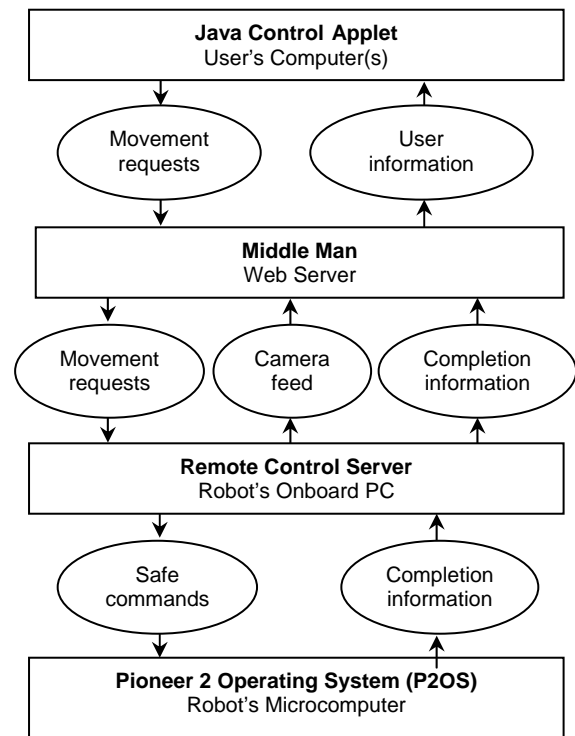 Java Control Applet
User's Computer(s)
Movement
requests
User
information
Middle Man
Web Server
Movement
requests
Camera
feed
Completion
information
Remote Control Server
Robot's Onboard PC
Safe
commands
Completion
information
Pioneer 2 Operating System (P2OS)
Robot's Microcomputer